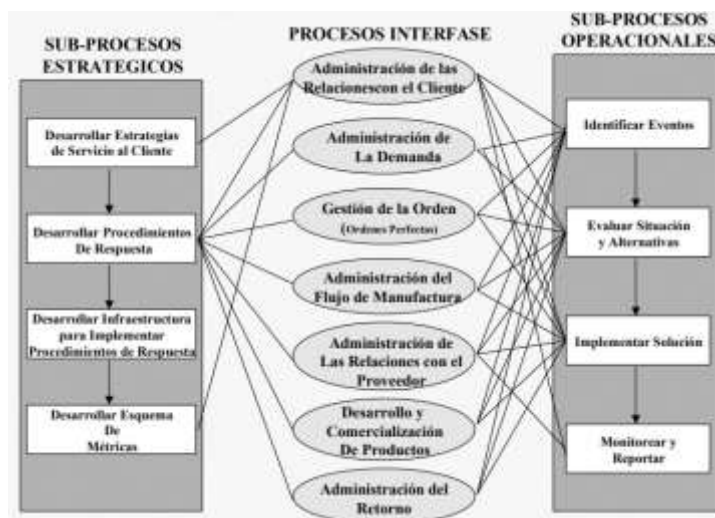 SUB-PROCESOS
ESTRATEGICOS
Desarrollar Estrategias
de Servicio al Cliente
Desarrollar Procedimientos
De Respuesta
Desarrollar Infraestructura
para Implementar
Procedimientos de Respuesta
Desarrollar Esquema
De
Métricas
PROCESOS INTERFASE
Administración de las
Relacionescon el Cliente
Administración de
La Demanda
Gestión de la Orden
(Ordenes Perfectas)
Administración del
Flujo de Manufactura
Administración de
Las Relaciones con el
Proveedor
Desarrollo y
Comercialización
De Productos
Administración del
Retorno
SUB-PROCESOS
OPERACIONALES
Identificar Eventos
Evaluar Situación
y Alternativas
Implementar Solución
Monitorear y
Reportar